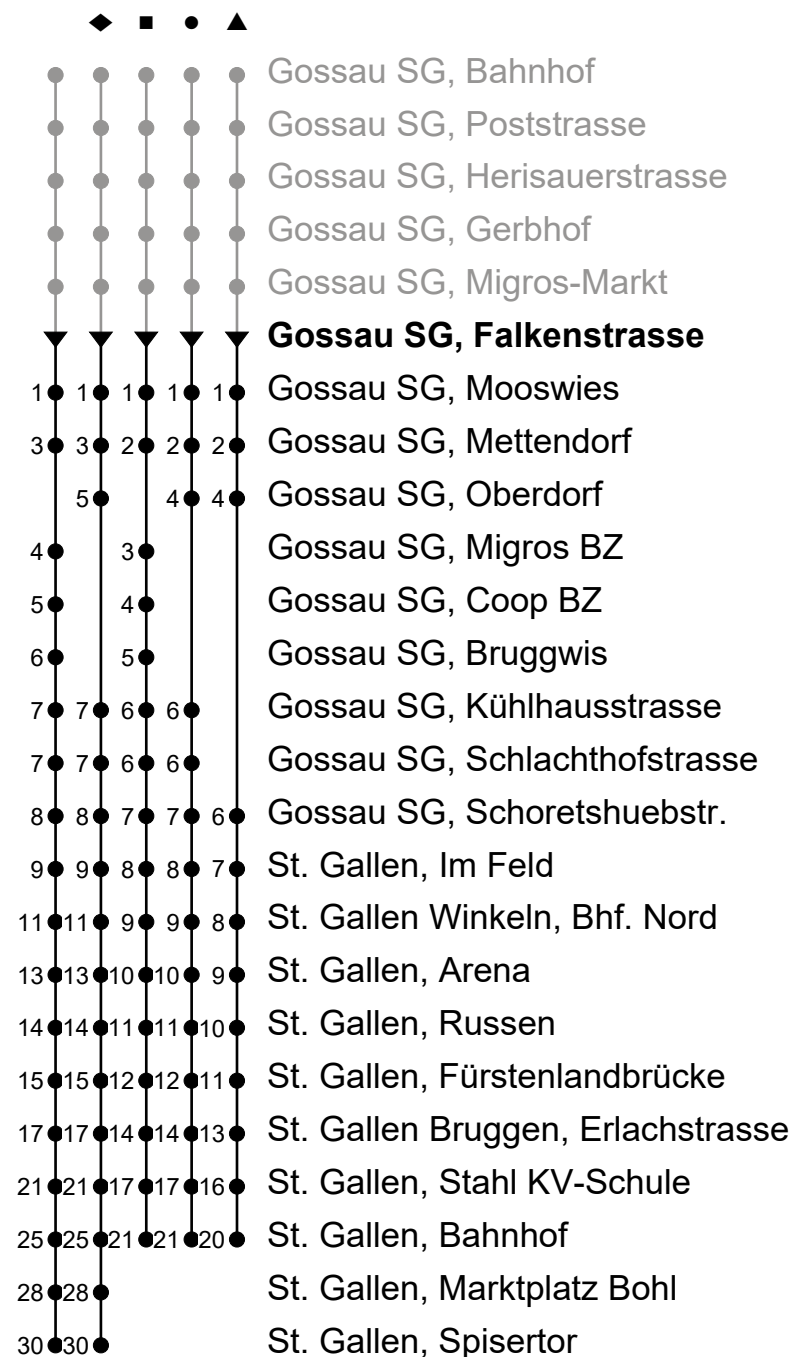 Gossau SG, Bahnhof
Gossau SG, Poststrasse
Gossau SG, Herisauerstrasse
Gossau SG, Gerbhof
Gossau SG, Migros-Markt
Gossau SG, Falkenstrasse
1 1 1 1 1 Gossau SG, Mooswies
3 3 2 2 2 Gossau SG, Mettendorf
5 4 4 Gossau SG, Oberdorf
4 3 Gossau SG, Migros BZ
5 4 Gossau SG, Coop BZ
6 5 Gossau SG, Bruggwis
7 7 6 6 Gossau SG, Kühlhausstrasse
7 7 6 6 Gossau SG, Schlachthofstrasse
8 8 7 7 6 Gossau SG, Schoretshuebstr.
9 9 8 8 7 St. Gallen, Im Feld
11 11 9 9 8 St. Gallen Winkeln, Bhf. Nord
13 13 10 10 9 St. Gallen, Arena
14 14 11 11 10 St. Gallen, Russen
15 15 12 12 11 St. Gallen, Fürstenlandbrücke
17 17 14 14 13 St. Gallen Bruggen, Erlachstrasse
21 21 17 17 16 St. Gallen, Stahl KV-Schule
25 25 21 21 20 St. Gallen, Bahnhof
28 28 St. Gallen, Marktplatz Bohl
30 30 St. Gallen, Spisertor